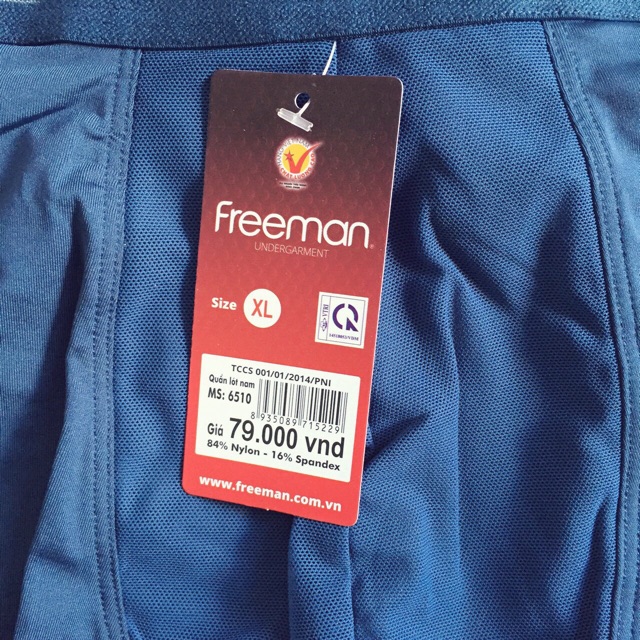 freeman®
UNDERGARMENT
Size XL
TCCS 001/01/2014/PNI
Quần lót nam
MS: 6510
8 935089 715229
Giá 79.000 vnd
84% Nylon - 16% Spandex
www.freeman.com.vn